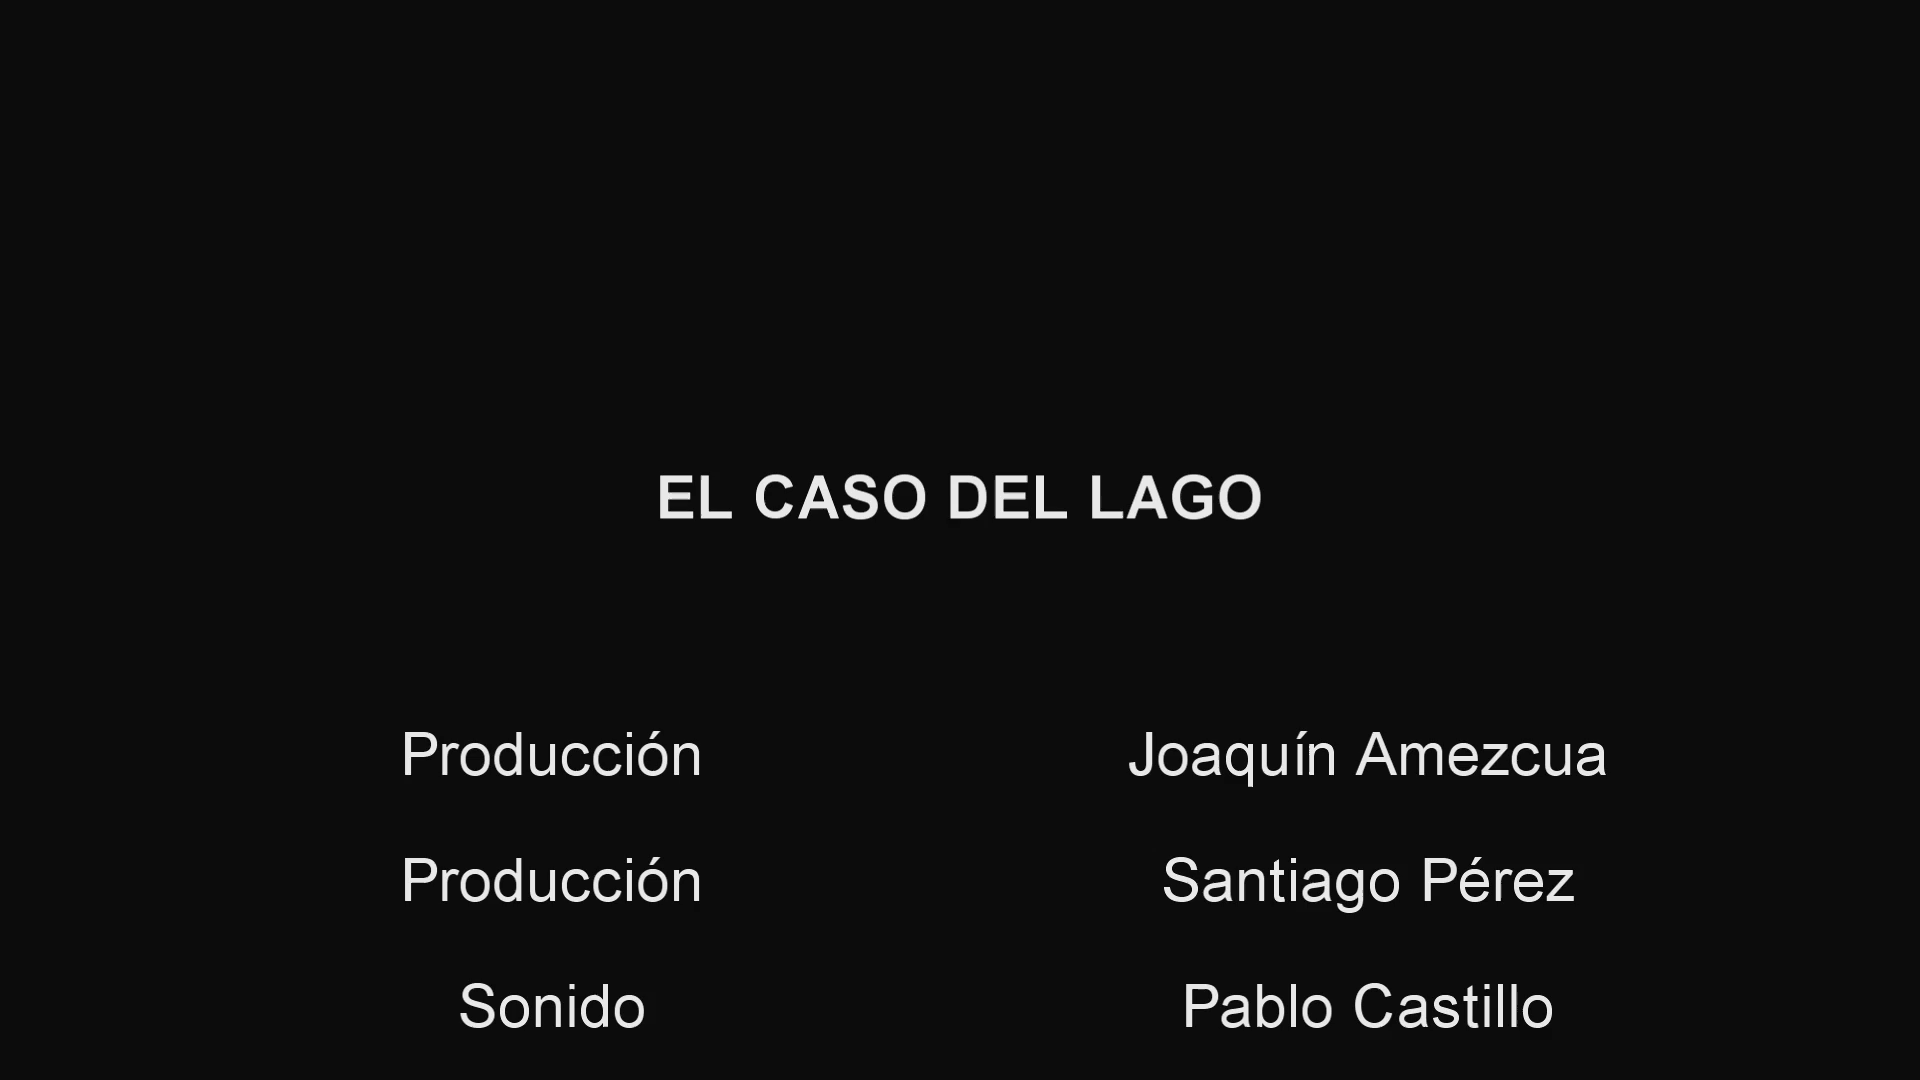 EL CASO DEL LAGO
Producción Joaquín Amezcua
Producción Santiago Pérez
Sonido Pablo Castillo